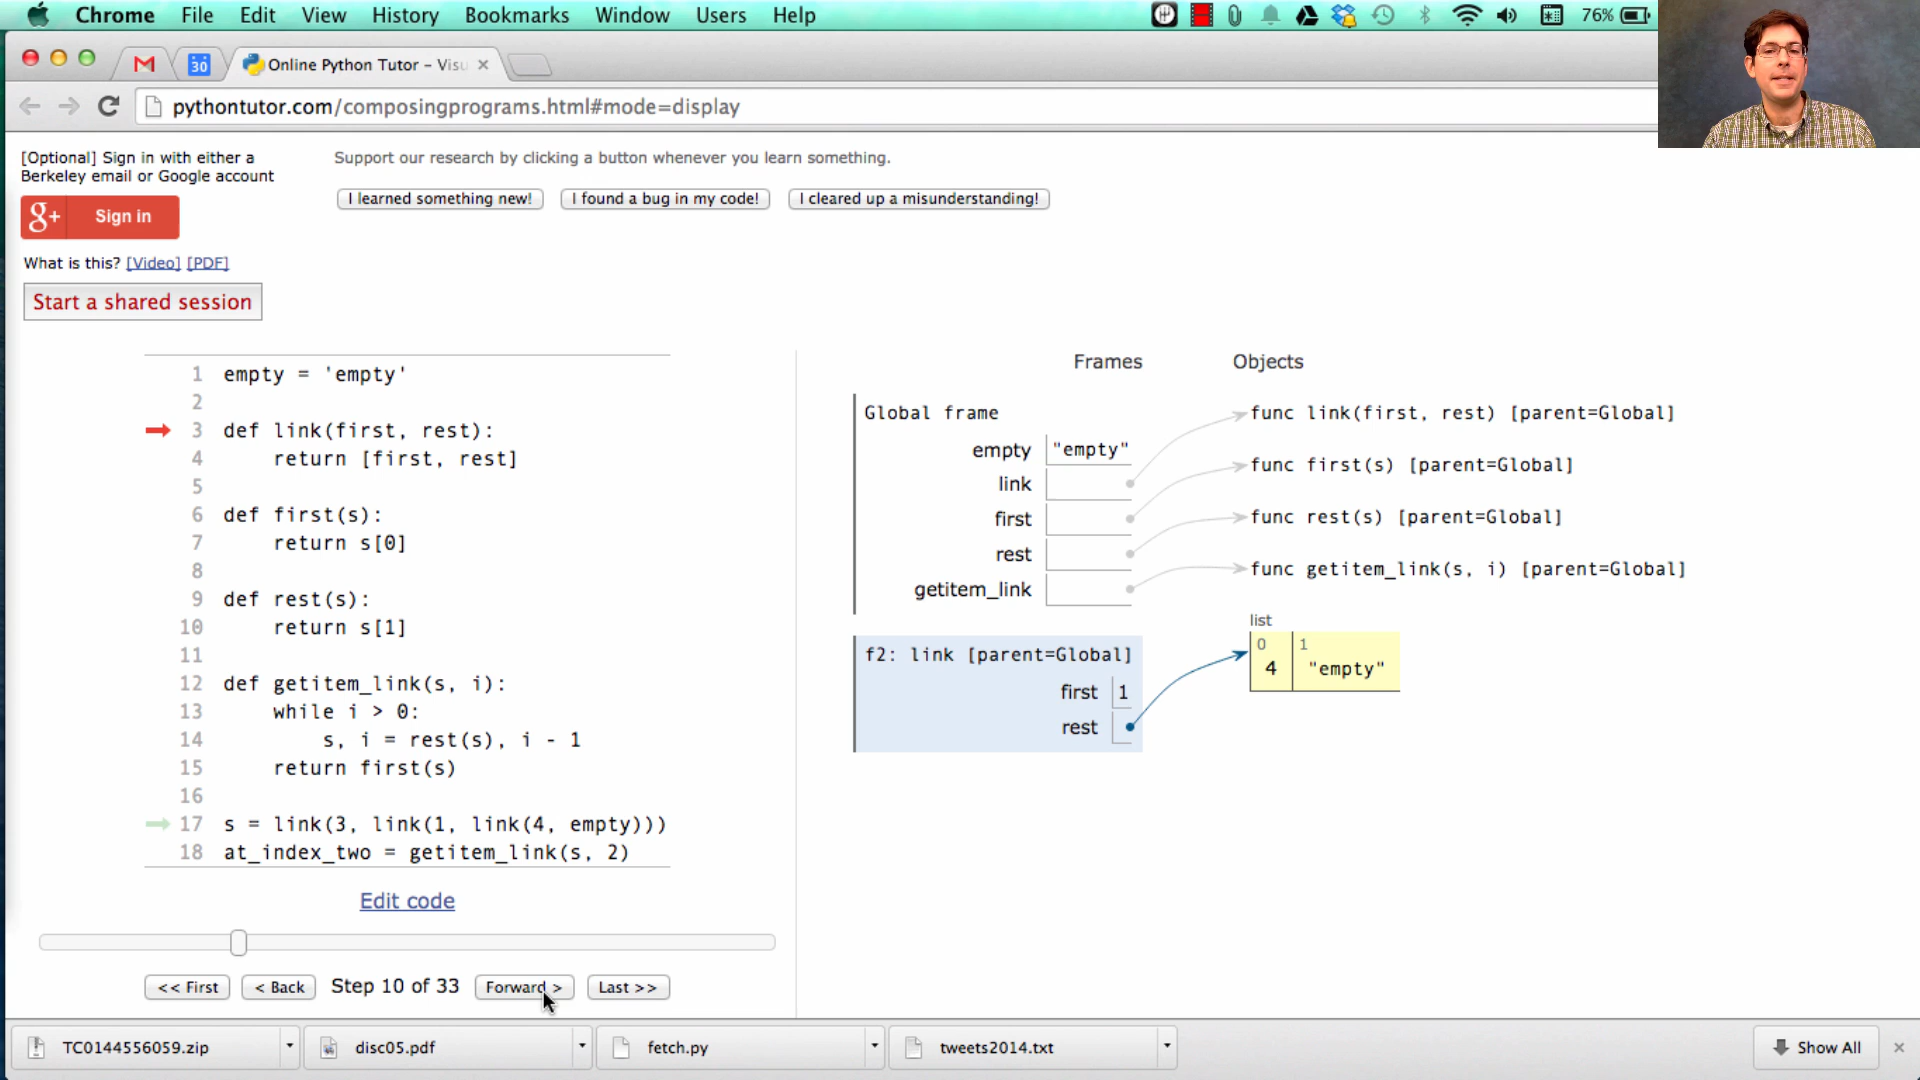 Chrome File Edit View History Bookmarks Window Users Help 76%
30 Online Python Tutor – Visu
pythontutor.com/composingprograms.html#mode=display
[Optional] Sign in with either a
Berkeley email or Google account
Support our research by clicking a button whenever you learn something.
I learned something new! I found a bug in my code! I cleared up a misunderstanding!
g+ Sign in
What is this? [Video] [PDF]
Start a shared session
Frames Objects
1 empty = 'empty'
2
3 def link(first, rest):
4     return [first, rest]
5
6 def first(s):
7     return s[0]
8
9 def rest(s):
10     return s[1]
11
12 def getitem_link(s, i):
13     while i > 0:
14         s, i = rest(s), i - 1
15     return first(s)
16
17 s = link(3, link(1, link(4, empty)))
18 at_index_two = getitem_link(s, 2)
Edit code
<< First < Back Step 10 of 33 Forward > Last >>
Global frame
empty "empty"
link
first
rest
getitem_link
func link(first, rest) [parent=Global]
func first(s) [parent=Global]
func rest(s) [parent=Global]
func getitem_link(s, i) [parent=Global]
f2: link [parent=Global]
first 1
rest
list
0 1
4 "empty"
TC0144556059.zip disc05.pdf fetch.py tweets2014.txt Show All